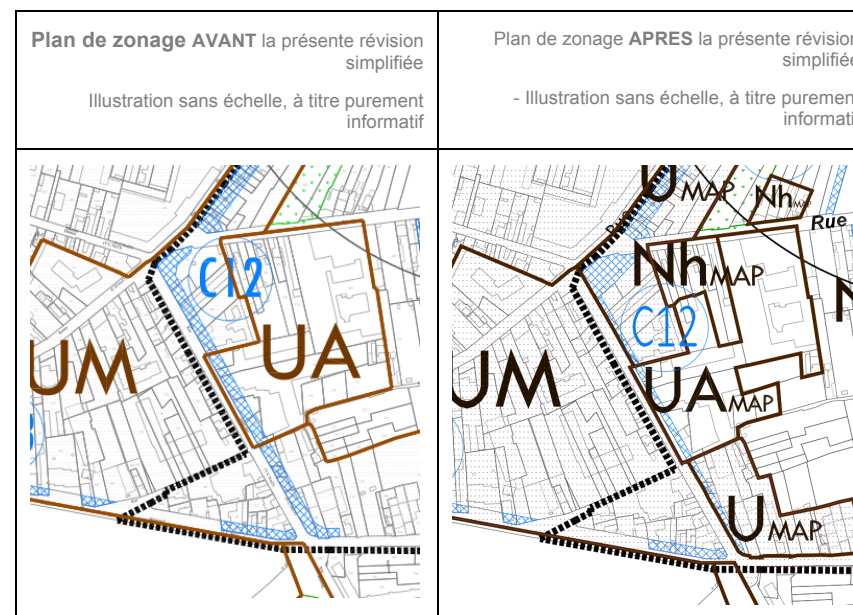 Plan de zonage AVANT la présente révision
simplifiée
Illustration sans échelle, à titre purement
informatif
Plan de zonage APRES la présente révision
simplifiée
- Illustration sans échelle, à titre purement
informatif
C12
UM
UA
UMAP
NhMAP
Rue
NhMAP
C12
UM
UAMAP
UMAP